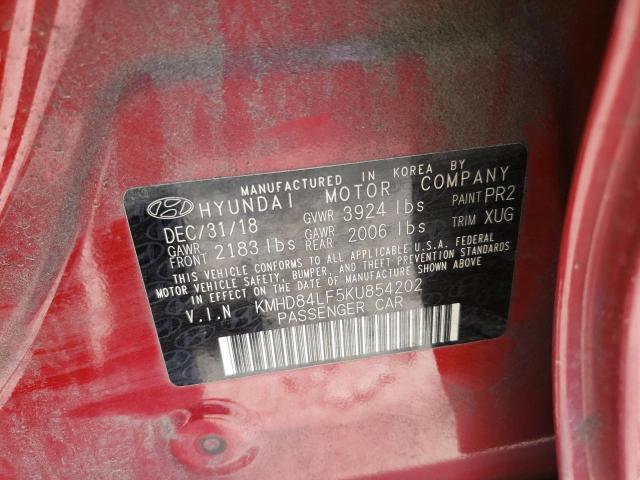 MANUFACTURED IN KOREA BY
HYUNDAI MOTOR COMPANY
DEC/31/18 GVWR 3924 lbs PAINT PR2
GAWR FRONT 2183 lbs GAWR REAR 2006 lbs TRIM XUG
THIS VEHICLE CONFORMS TO ALL APPLICABLE U.S.A. FEDERAL
MOTOR VEHICLE SAFETY, BUMPER, AND THEFT PREVENTION STANDARDS
IN EFFECT ON THE DATE OF MANUFACTURE SHOWN ABOVE.
V.I.N KMHD84LF5KU854202
PASSENGER CAR